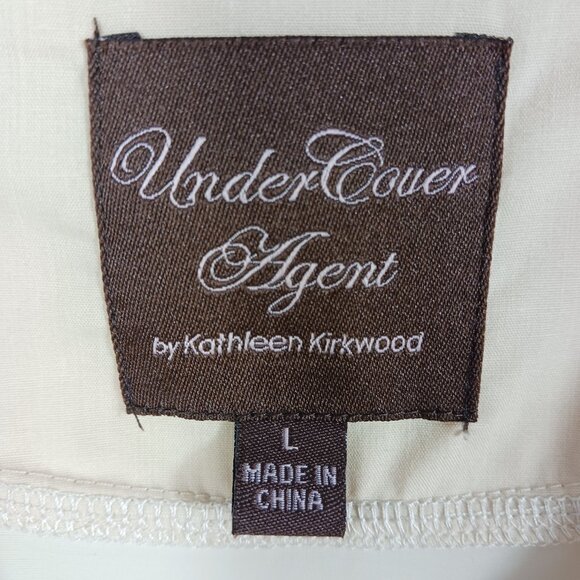 UnderCover
Agent
by Kathleen Kirkwood
L
MADE IN
CHINA